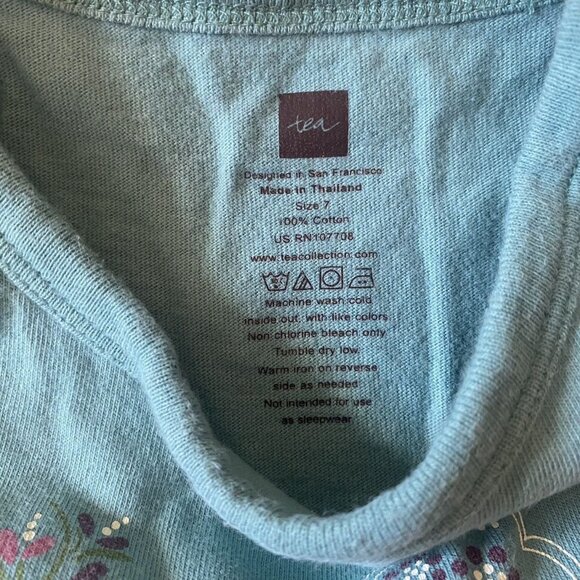 tea
Designed in San Francisco
Made in Thailand
Size 7
100% Cotton
US RN107708
www.teacollection.com
Machine wash cold
inside out, with like colors.
Non chlorine bleach only.
Tumble dry low.
Warm iron on reverse
side as needed.
Not intended for use
as sleepwear.